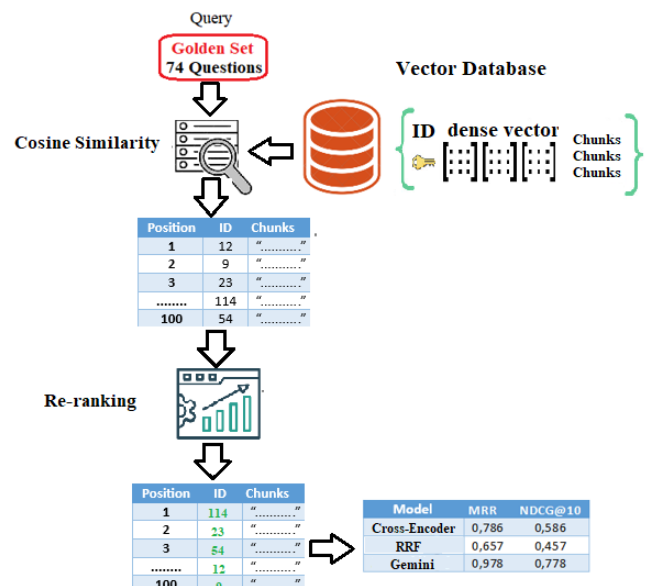 Query
Golden Set
74 Questions
Vector Database
Cosine Similarity
ID dense vector
Chunks
Chunks
Chunks
Position ID Chunks
1 12 “..........”
2 9 “..........”
3 23 “..........”
........ 114 “..........”
100 54 “..........”
Re-ranking
Position ID Chunks
1 114 “..........”
2 23 “..........”
3 54 “..........”
........ 12 “..........”
100 9 “..........”
Model MRR NDCG@10
Cross-Encoder 0,786 0,586
RRF 0,657 0,457
Gemini 0,978 0,778